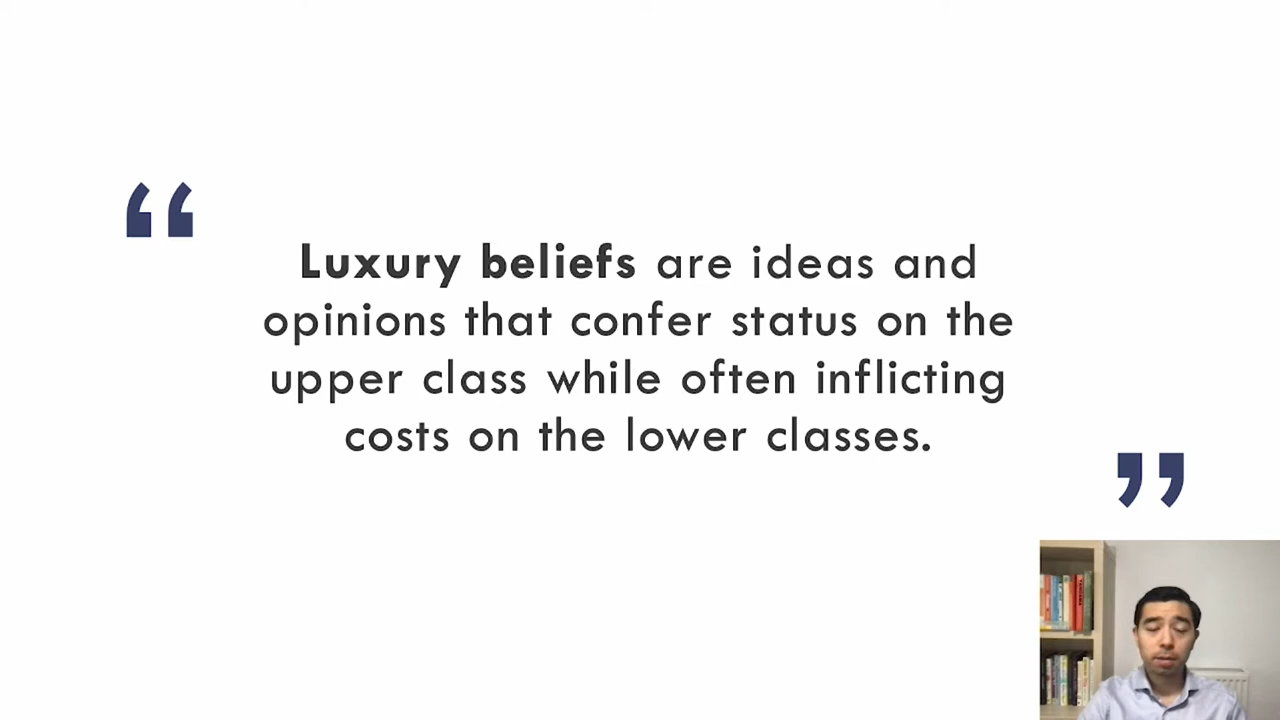 “
Luxury beliefs are ideas and
opinions that confer status on the
upper class while often inflicting
costs on the lower classes.
”